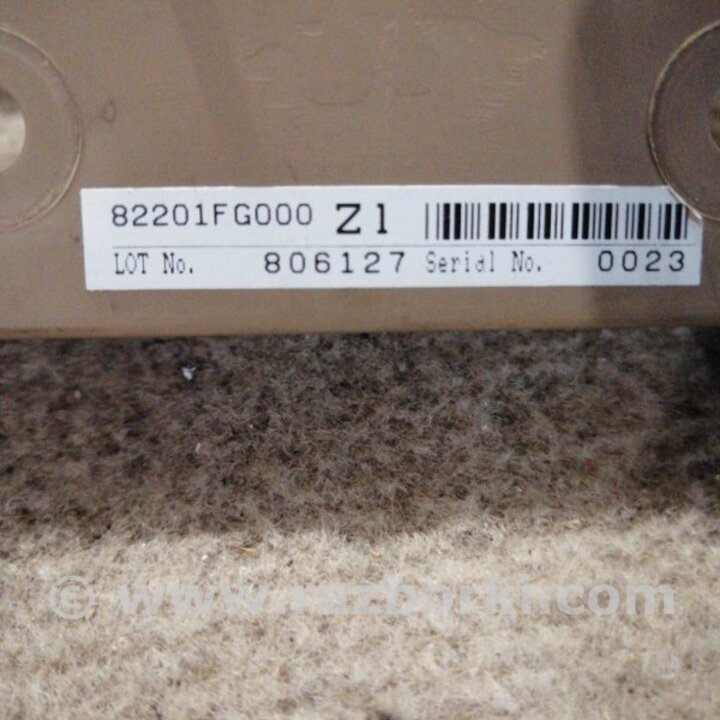 82201FG000 Z1
LOT No. 806127 Serial No. 0023
© www.razborki.com